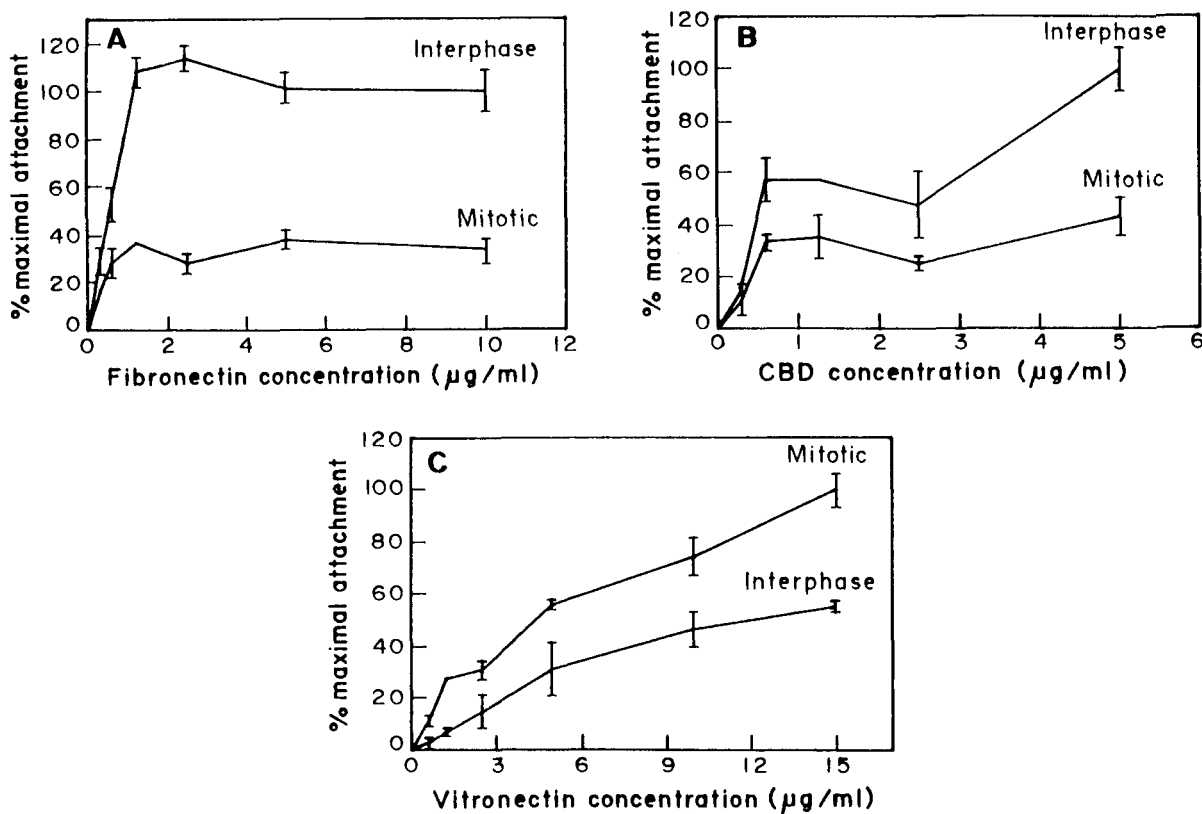 A
Interphase
Mitotic
% maximal attachment
120
100
80
60
40
20
0
0 2 4 6 8 10 12
Fibronectin concentration (µg/ml)
B
Interphase
Mitotic
% maximal attachment
120
100
80
60
40
20
0
0 1 2 3 4 5 6
CBD concentration (µg/ml)
C
Mitotic
Interphase
% maximal attachment
120
100
80
60
40
20
0
0 3 6 9 12 15
Vitronectin concentration (µg/ml)